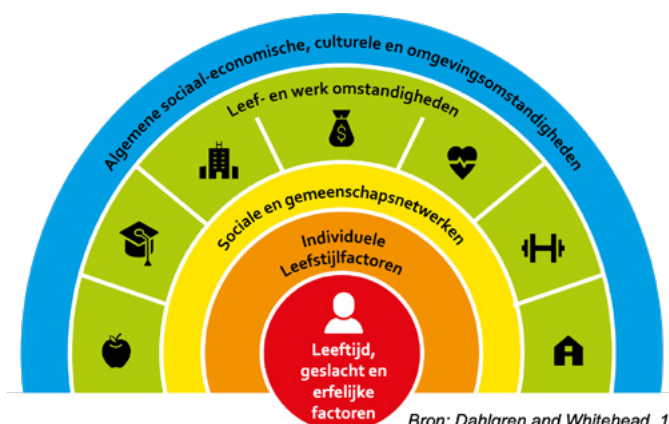 Algemene sociaal-economische, culturele en omgevingsomstandigheden
Leef- en werk omstandigheden
H
$
Sociale en gemeenschapsnetwerken
Individuele
Leefstijlfactoren
Leeftijd,
geslacht en
erfelijke
factoren
Bron: Dahlgren and Whitehead, 1